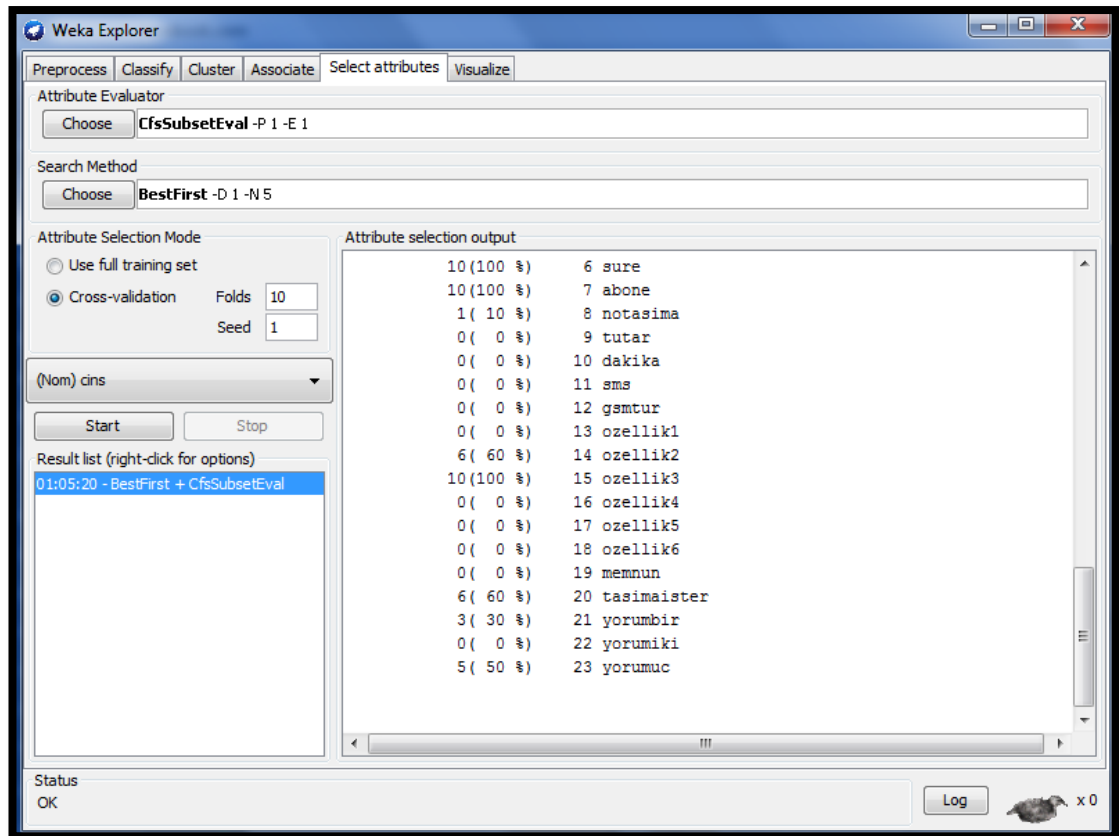 Weka Explorer
Preprocess Classify Cluster Associate Select attributes Visualize
Attribute Evaluator
Choose CfsSubsetEval -P 1 -E 1
Search Method
Choose BestFirst -D 1 -N 5
Attribute Selection Mode
Use full training set
Cross-validation Folds 10
Seed 1
(Nom) cins
Start Stop
Result list (right-click for options)
01:05:20 - BestFirst + CfsSubsetEval
Attribute selection output
10(100 %) 6 sure
10(100 %) 7 abone
1( 10 %) 8 notasima
0( 0 %) 9 tutar
0( 0 %) 10 dakika
0( 0 %) 11 sms
0( 0 %) 12 gsmtur
0( 0 %) 13 ozellik1
6( 60 %) 14 ozellik2
10(100 %) 15 ozellik3
0( 0 %) 16 ozellik4
0( 0 %) 17 ozellik5
0( 0 %) 18 ozellik6
0( 0 %) 19 memnun
6( 60 %) 20 tasimaister
3( 30 %) 21 yorumbir
0( 0 %) 22 yorumiki
5( 50 %) 23 yorumuc
Status
OK
Log x 0